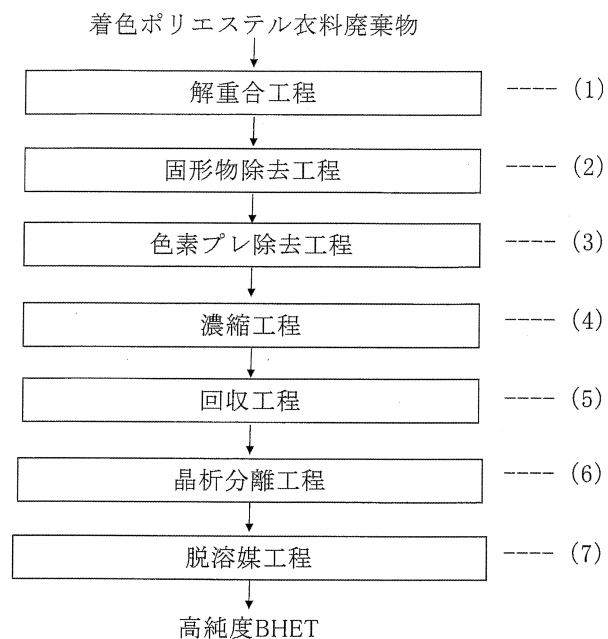 着色ポリエステル衣料廃棄物
解重合工程 ---- (1)
固形物除去工程 ---- (2)
色素プレ除去工程 ---- (3)
濃縮工程 ---- (4)
回収工程 ---- (5)
晶析分離工程 ---- (6)
脱溶媒工程 ---- (7)
高純度BHET